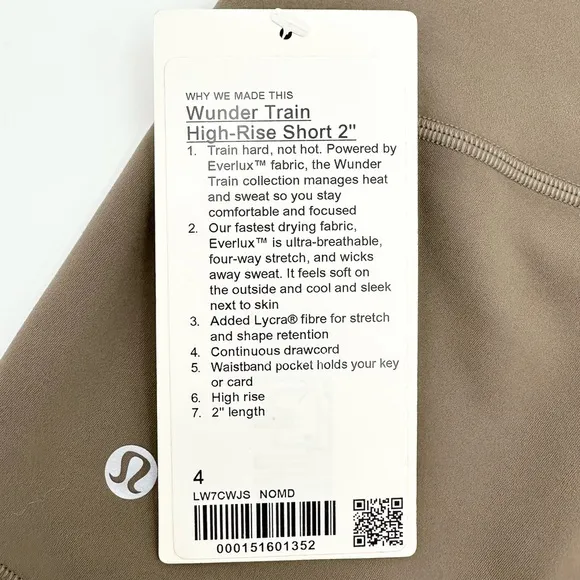 WHY WE MADE THIS
Wunder Train
High-Rise Short 2"
1. Train hard, not hot. Powered by
Everlux™ fabric, the Wunder
Train collection manages heat
and sweat so you stay
comfortable and focused
2. Our fastest drying fabric,
Everlux™ is ultra-breathable,
four-way stretch, and wicks
away sweat. It feels soft on
the outside and cool and sleek
next to skin
3. Added Lycra® fibre for stretch
and shape retention
4. Continuous drawcord
5. Waistband pocket holds your key
or card
6. High rise
7. 2" length
4
LW7CWJS NOMD
000151601352